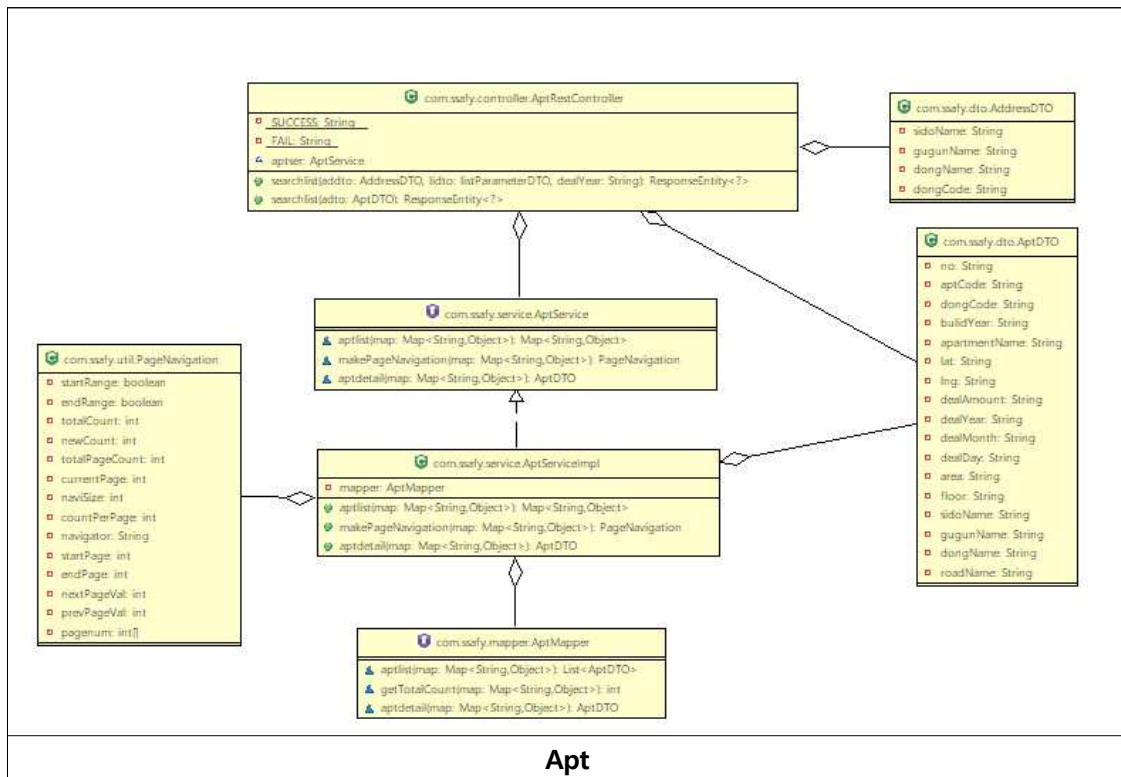 com.ssafy.controller.AptRestController
SUCCESS: String
FAIL: String
aptser: AptService
searchlist(addto: AddressDTO, lidto: listParameterDTO, dealYear: String): ResponseEntity<?>
searchlist(adto: AptDTO): ResponseEntity<?>
com.ssafy.dto.AddressDTO
sidoName: String
gugunName: String
dongName: String
dongCode: String
com.ssafy.dto.AptDTO
no: String
aptCode: String
dongCode: String
bulidYear: String
apartmentName: String
lat: String
lng: String
dealAmount: String
dealYear: String
dealMonth: String
dealDay: String
area: String
floor: String
sidoName: String
gugunName: String
dongName: String
roadName: String
com.ssafy.service.AptService
aptlist(map: Map<String,Object>): Map<String,Object>
makePageNavigation(map: Map<String,Object>): PageNavigation
aptdetail(map: Map<String,Object>): AptDTO
com.ssafy.util.PageNavigation
startRange: boolean
endRange: boolean
totalCount: int
newCount: int
totalPageCount: int
currentPage: int
naviSize: int
countPerPage: int
navigator: String
startPage: int
endPage: int
nextPageVal: int
prevPageVal: int
pagenum: int[]
com.ssafy.service.AptServiceImpl
mapper: AptMapper
aptlist(map: Map<String,Object>): Map<String,Object>
makePageNavigation(map: Map<String,Object>): PageNavigation
aptdetail(map: Map<String,Object>): AptDTO
com.ssafy.mapper.AptMapper
aptlist(map: Map<String,Object>): List<AptDTO>
getTotalCount(map: Map<String,Object>): int
aptdetail(map: Map<String,Object>): AptDTO
Apt